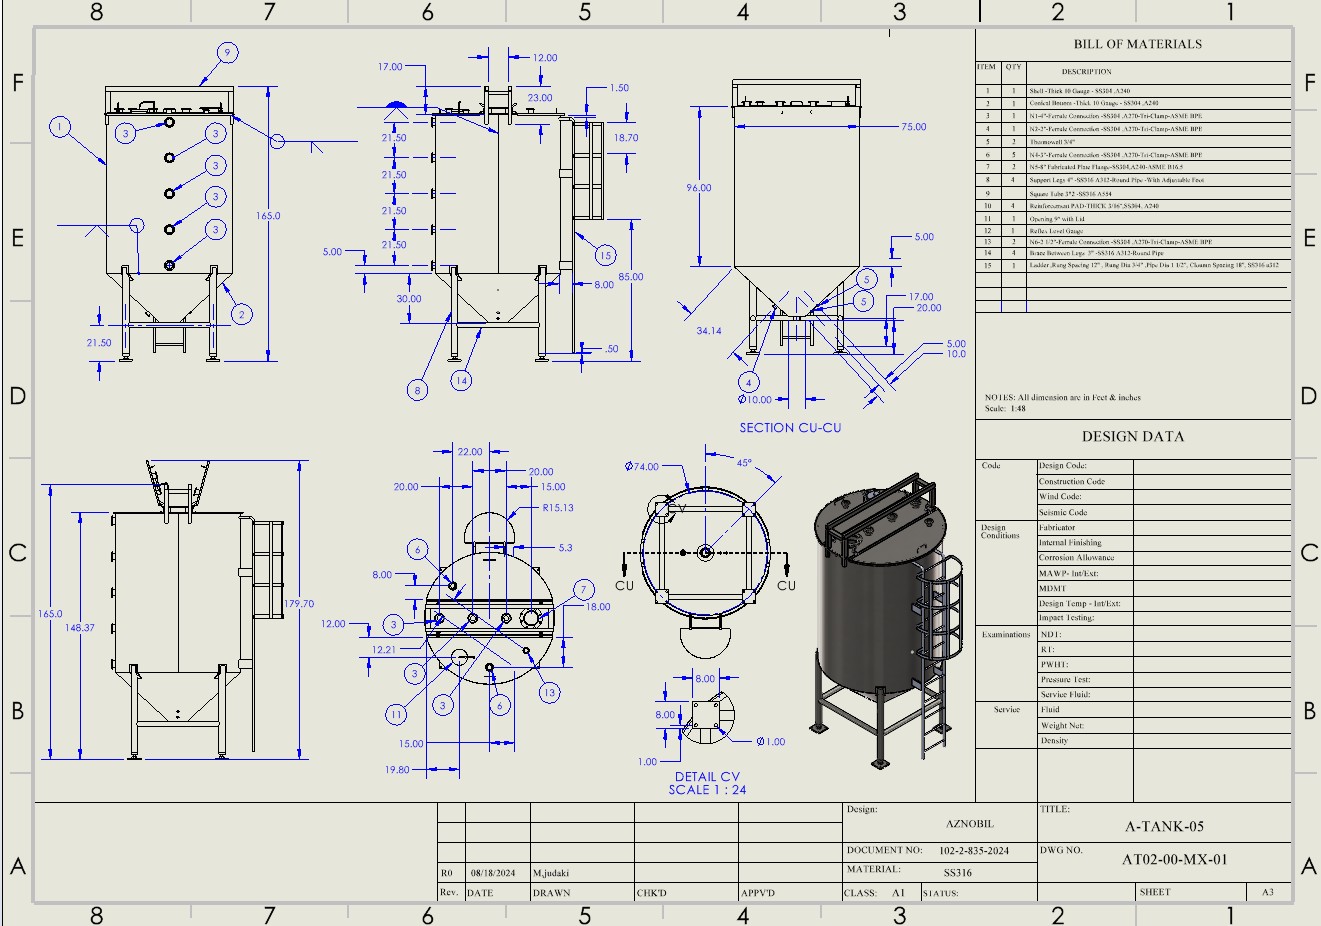 8 7 6 5 4 3 2 1
F
E
D
C
B
A
9
1
3
3
3
3
3
2
165.0
21.50
17.00
12.00
23.00
1.50
18.70
21.50
21.50
21.50
21.50
5.00
30.00
8.00
85.00
.50
15
14
8
75.00
96.00
5.00
5
5
17.00
20.00
34.14
5.00
10.0
4
Ø10.00
SECTION CU-CU
165.0
148.37
179.70
22.00
20.00
20.00
15.00
R15.13
5.3
6
8.00
7
18.00
3
12.00
12.21
3
11
3
6
13
15.00
19.80
Ø74.00
45°
CV
CU
CU
8.00
8.00
1.00
Ø1.00
DETAIL CV
SCALE 1 : 24
BILL OF MATERIALS
ITEM QTY DESCRIPTION
1 1 Shell -Thick 10 Gauge - SS304 ,A240
2 1 Conical Bottom -Thick 10 Gauge - SS304 ,A240
3 1 N1-4"-Ferrule Connection -SS304 ,A270-Tri-Clamp-ASME BPE
4 1 N2-2"-Ferrule Connection -SS304 ,A270-Tri-Clamp-ASME BPE
5 2 Thermowell 3/4"
6 5 N4-3"-Ferrule Connection -SS304 ,A270-Tri-Clamp-ASME BPE
7 2 N5-8" Fabricated Plate Flange-SS304,A240-ASME B16.5
8 4 Support Legs 4" -SS316 A312-Round Pipe -With Adjustable Foot
9 Square Tube 3*2 -SS316 A554
10 4 Reinforcement PAD-THICK 3/16",SS304, A240
11 1 Opening 9" with Lid
12 1 Reflex Level Gauge
13 2 N6-2 1/2"-Ferrule Connection -SS304 ,A270-Tri-Clamp-ASME BPE
14 4 Brace Between Legs 3" -SS316 A312-Round Pipe
15 1 Ladder ,Rung Spacing 12" , Rung Dia 3/4" ,Pipe Dia 1 1/2", Column Spacing 18", SS316 a312
NOTES: All dimension are in Feet & inches
Scale: 1:48
DESIGN DATA
Code Design Code:
Construction Code
Wind Code:
Seismic Code
Design Conditions Fabricator
Internal Finishing
Corrosion Allowance
MAWP- Int/Ext:
MDMT
Design Temp - Int/Ext:
Impact Testing:
Examinations NDT:
RT:
PWHT:
Pressure Test:
Service Fluid:
Service Fluid
Weight Net:
Density
R0 08/18/2024 M,judaki
Rev. DATE DRAWN CHK'D APPV'D
Design:
AZNOBIL
DOCUMENT NO: 102-2-835-2024
MATERIAL: SS316
CLASS: A1 STATUS:
TITLE:
A-TANK-05
DWG NO.
AT02-00-MX-01
SHEET A3
F
E
D
C
B
A
8 7 6 5 4 3 2 1